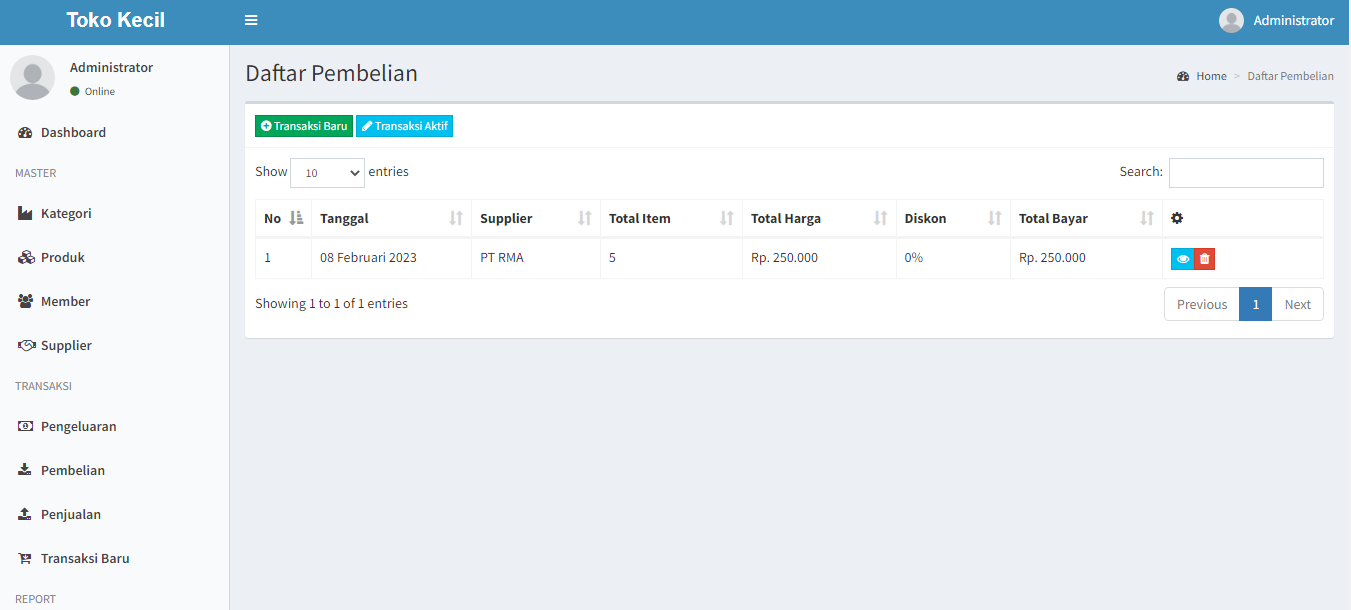 Toko Kecil
Administrator
Administrator
Online
Dashboard
MASTER
Kategori
Produk
Member
Supplier
TRANSAKSI
Pengeluaran
Pembelian
Penjualan
Transaksi Baru
REPORT
Daftar Pembelian
Home > Daftar Pembelian
Transaksi Baru Transaksi Aktif
Show 10 entries Search:
No Tanggal Supplier Total Item Total Harga Diskon Total Bayar
1 08 Februari 2023 PT RMA 5 Rp. 250.000 0% Rp. 250.000
Showing 1 to 1 of 1 entries Previous 1 Next